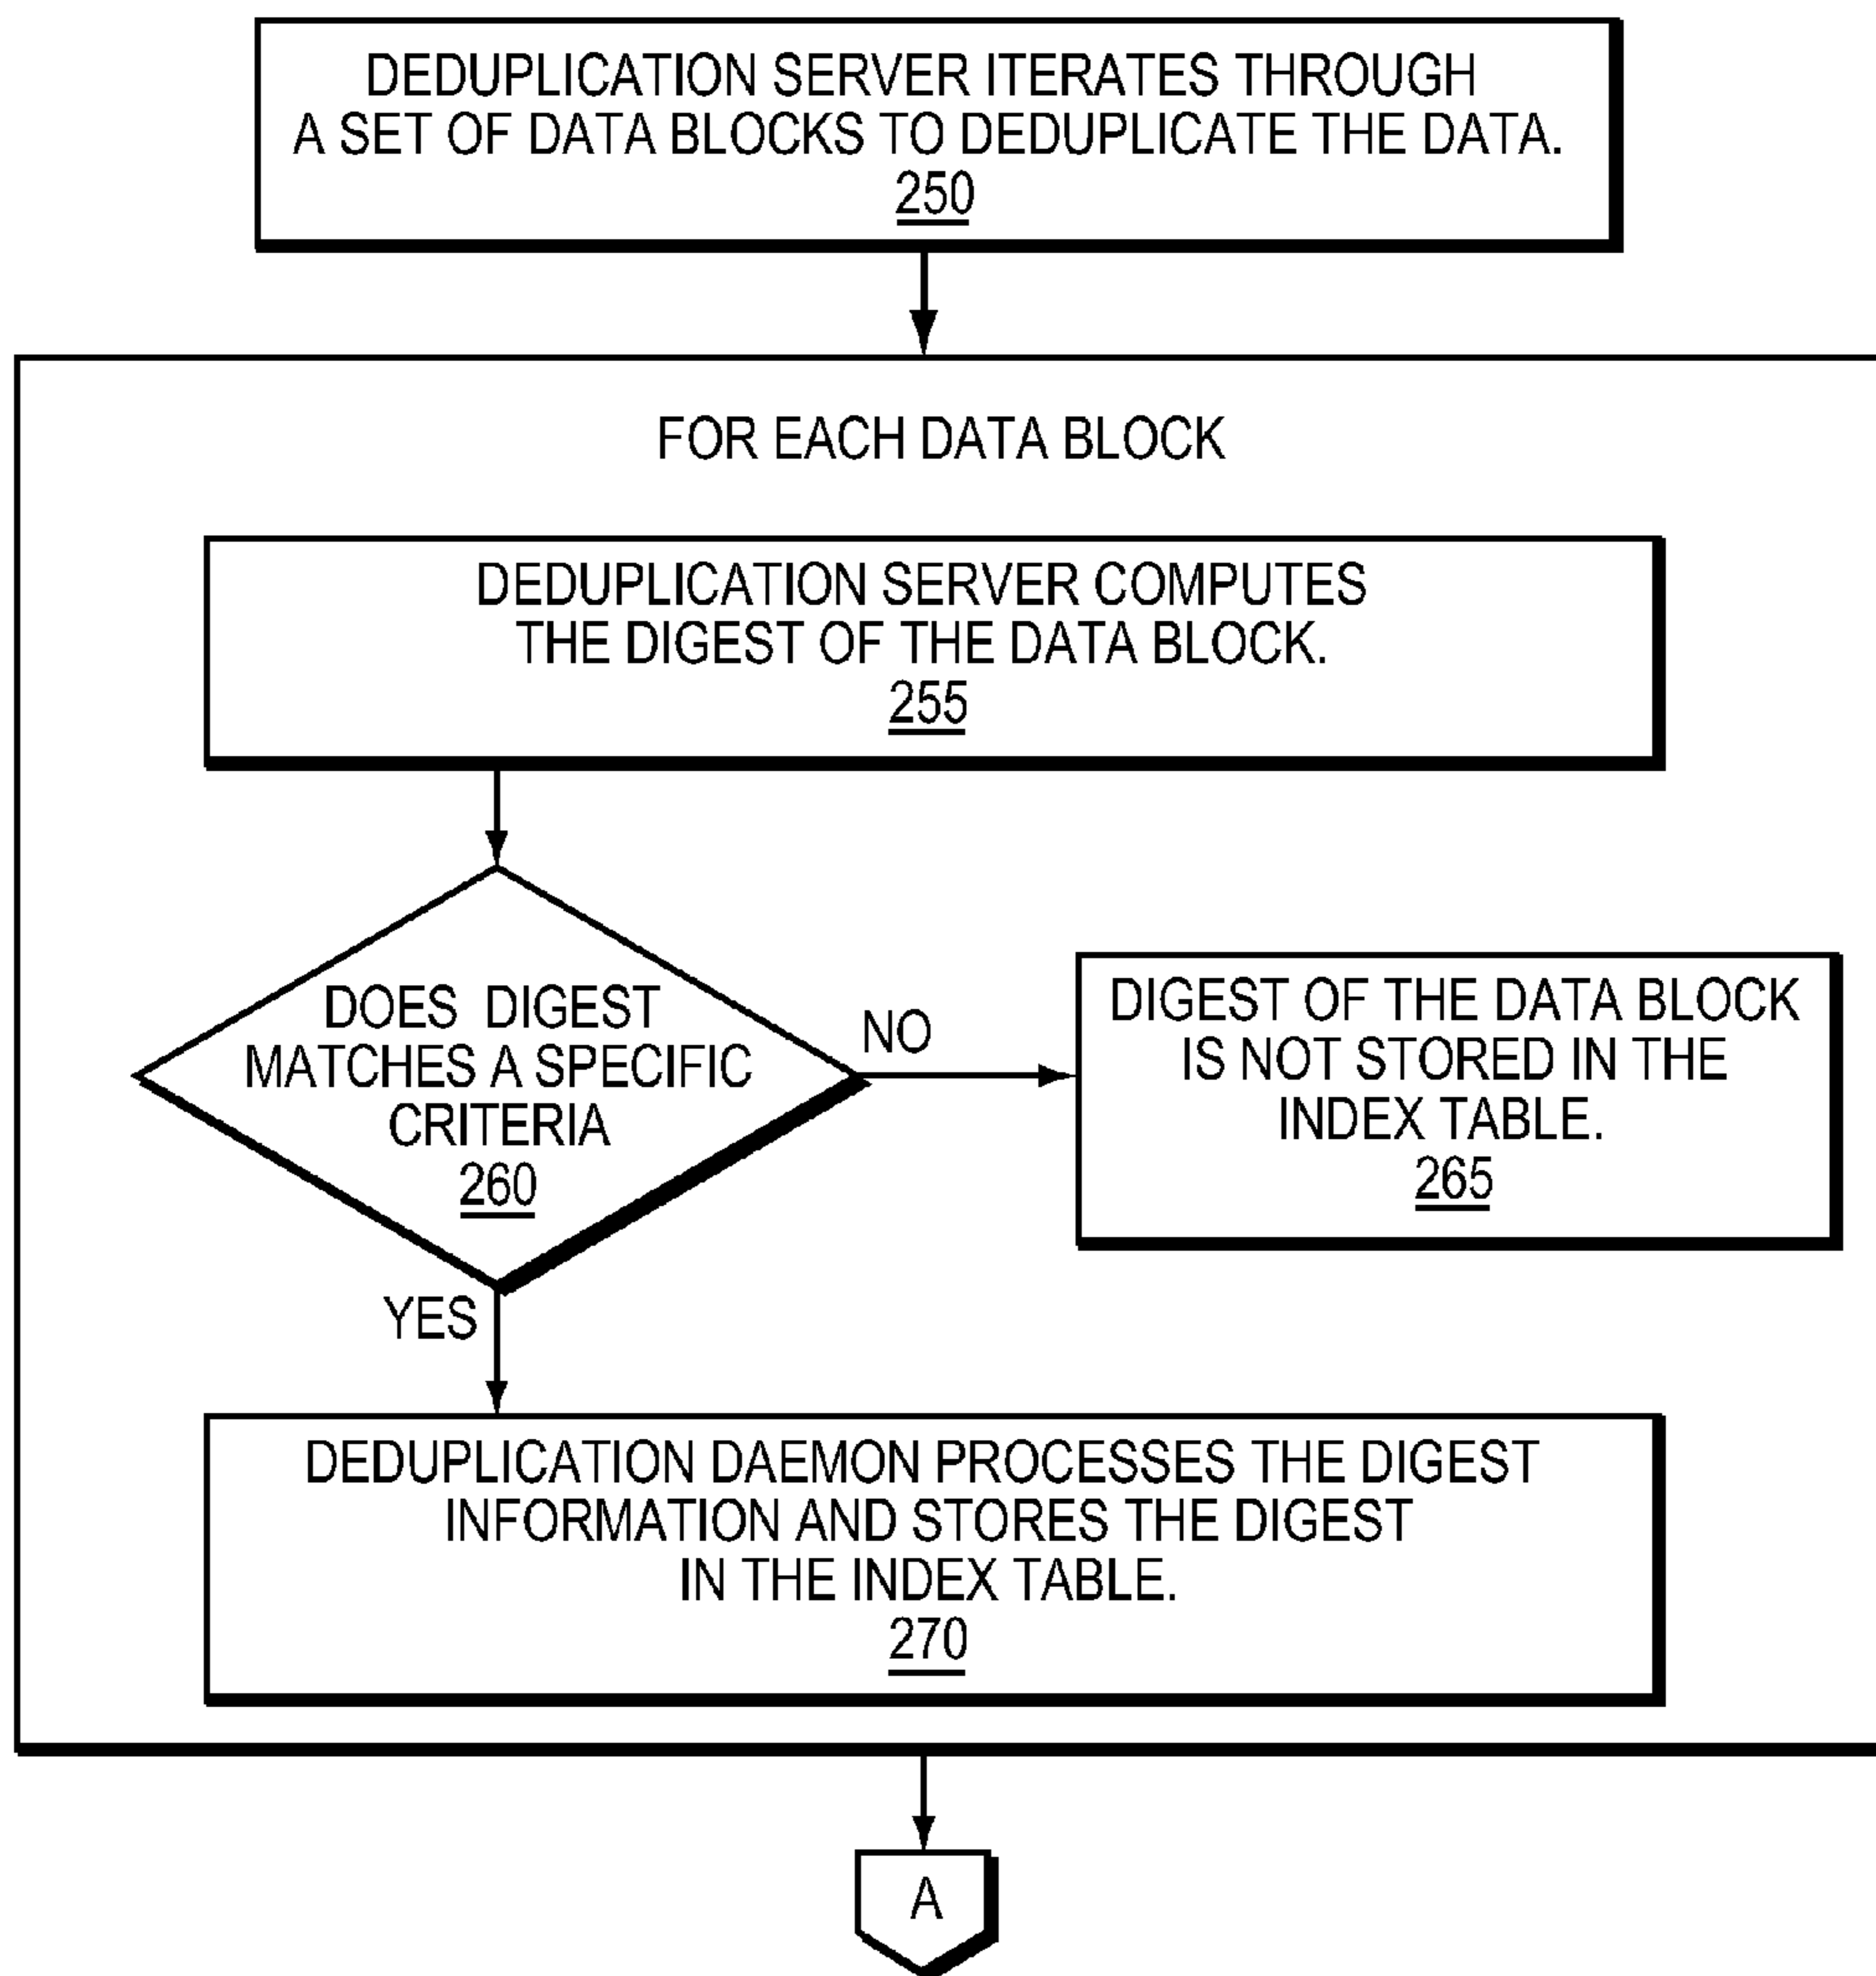 DEDUPLICATION SERVER ITERATES THROUGH
A SET OF DATA BLOCKS TO DEDUPLICATE THE DATA.
250
FOR EACH DATA BLOCK
DEDUPLICATION SERVER COMPUTES
THE DIGEST OF THE DATA BLOCK.
255
DOES DIGEST
MATCHES A SPECIFIC
CRITERIA
260
NO
DIGEST OF THE DATA BLOCK
IS NOT STORED IN THE
INDEX TABLE.
265
YES
DEDUPLICATION DAEMON PROCESSES THE DIGEST
INFORMATION AND STORES THE DIGEST
IN THE INDEX TABLE.
270
A